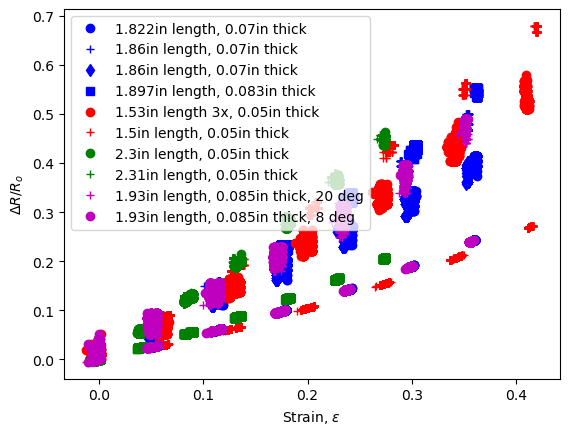 0.7
0.6
0.5
0.4
0.3
0.2
0.1
0.0
ΔR/Rₒ
1.822in length, 0.07in thick
1.86in length, 0.07in thick
1.86in length, 0.07in thick
1.897in length, 0.083in thick
1.53in length 3x, 0.05in thick
1.5in length, 0.05in thick
2.3in length, 0.05in thick
2.31in length, 0.05in thick
1.93in length, 0.085in thick, 20 deg
1.93in length, 0.085in thick, 8 deg
0.0 0.1 0.2 0.3 0.4
Strain, ε